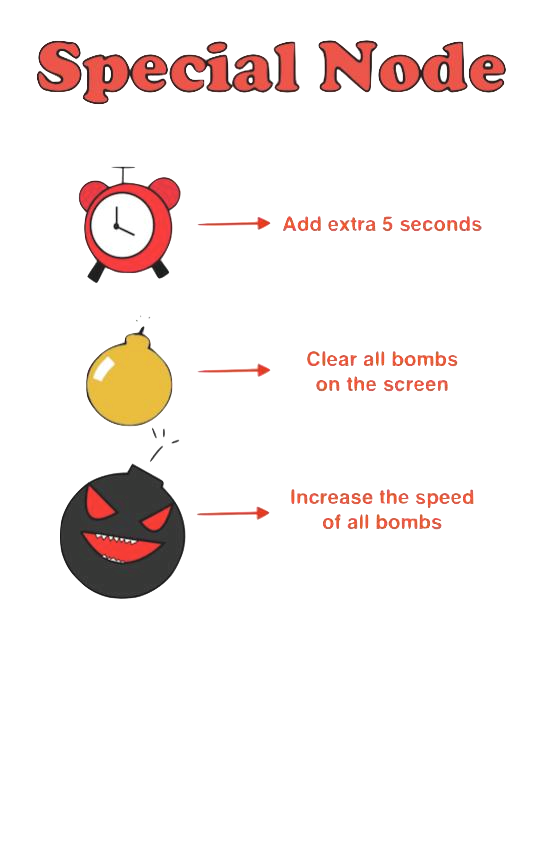 Special Node
Add extra 5 seconds
Clear all bombs
on the screen
Increase the speed
of all bombs